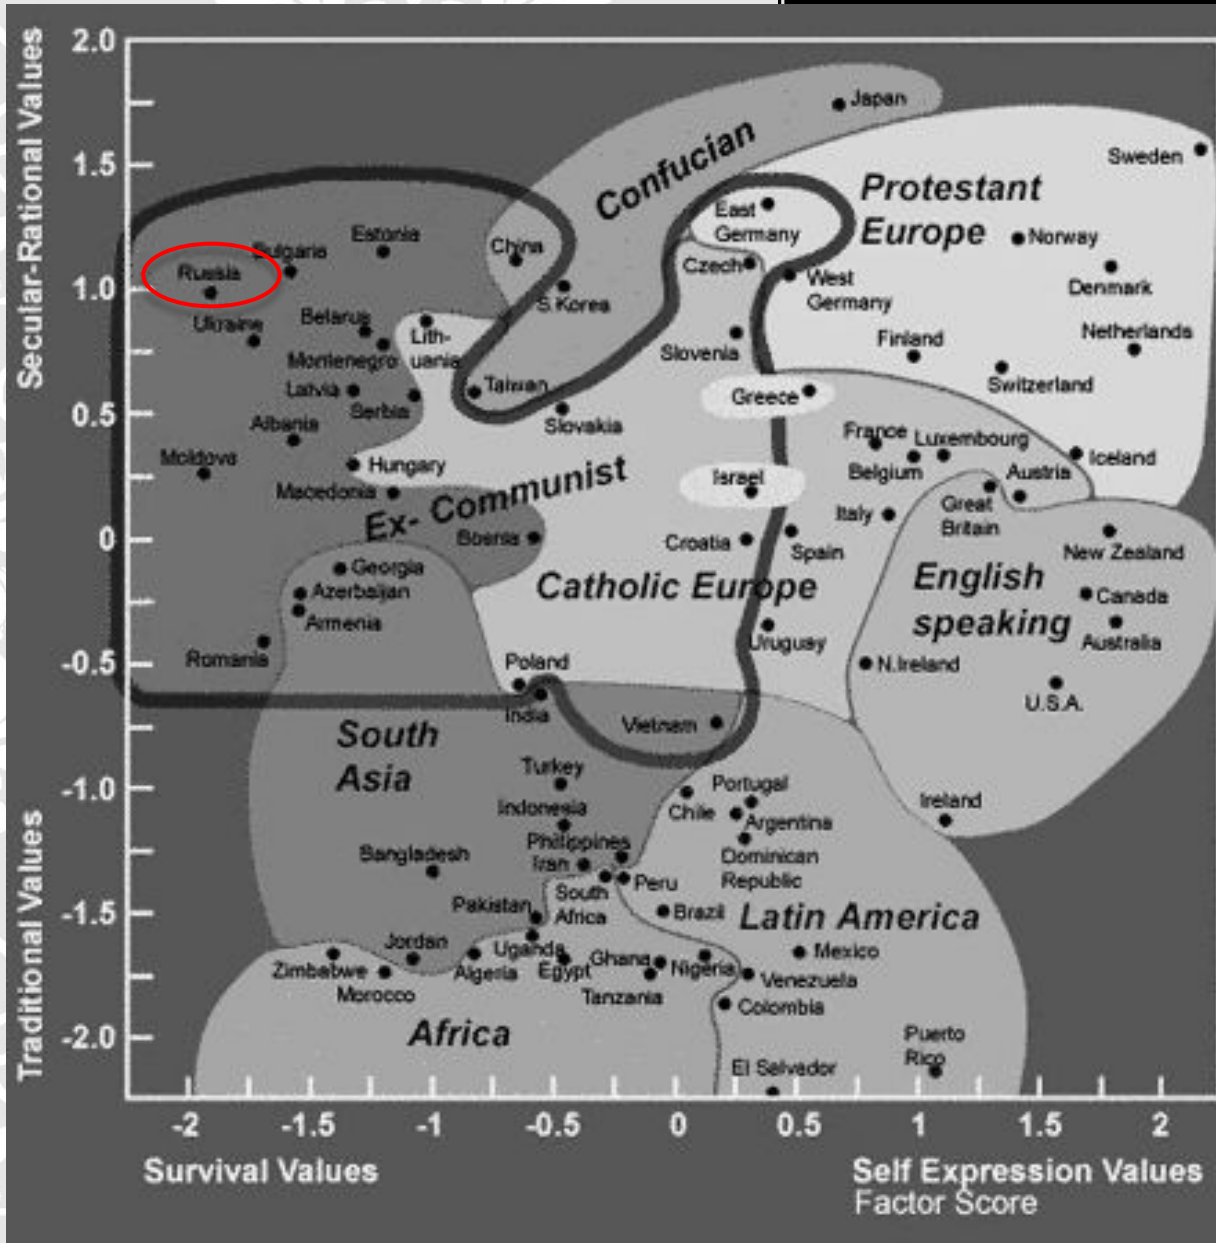 Secular-Rational Values
Traditional Values
2.0
1.5
1.0
0.5
0
-0.5
-1.0
-1.5
-2.0
Japan
Confucian
Sweden
Protestant
Europe
East
Germany
Norway
Estonia
Bulgaria
China
Czech
West
Germany
Denmark
Russia
S.Korea
Ukraine
Belarus
Lith-
uania
Montenegro
Slovenia
Finland
Netherlands
Switzerland
Latvia
Serbia
Taiwan
Slovakia
Greece
Albania
France
Luxembourg
Belgium
Austria
Iceland
Moldova
Hungary
Macedonia
Ex- Communist
Israel
Great
Britain
Italy
Bosnia
Croatia
Spain
New Zealand
Georgia
Azerbaijan
Armenia
Catholic Europe
English
speaking
Canada
Australia
Uruguay
Romania
Poland
N.Ireland
U.S.A.
India
Vietnam
South
Asia
Turkey
Portugal
Chile
Argentina
Ireland
Indonesia
Philippines
Iran
Dominican
Republic
Bangladesh
South
Africa
Peru
Pakistan
Brazil
Latin America
Jordan
Uganda
Zimbabwe
Morocco
Algeria
Egypt
Ghana
Tanzania
Nigeria
Mexico
Venezuela
Colombia
Africa
Puerto
Rico
El Salvador
-2
-1.5
-1
-0.5
0
0.5
1
1.5
2
Survival Values
Self Expression Values
Factor Score